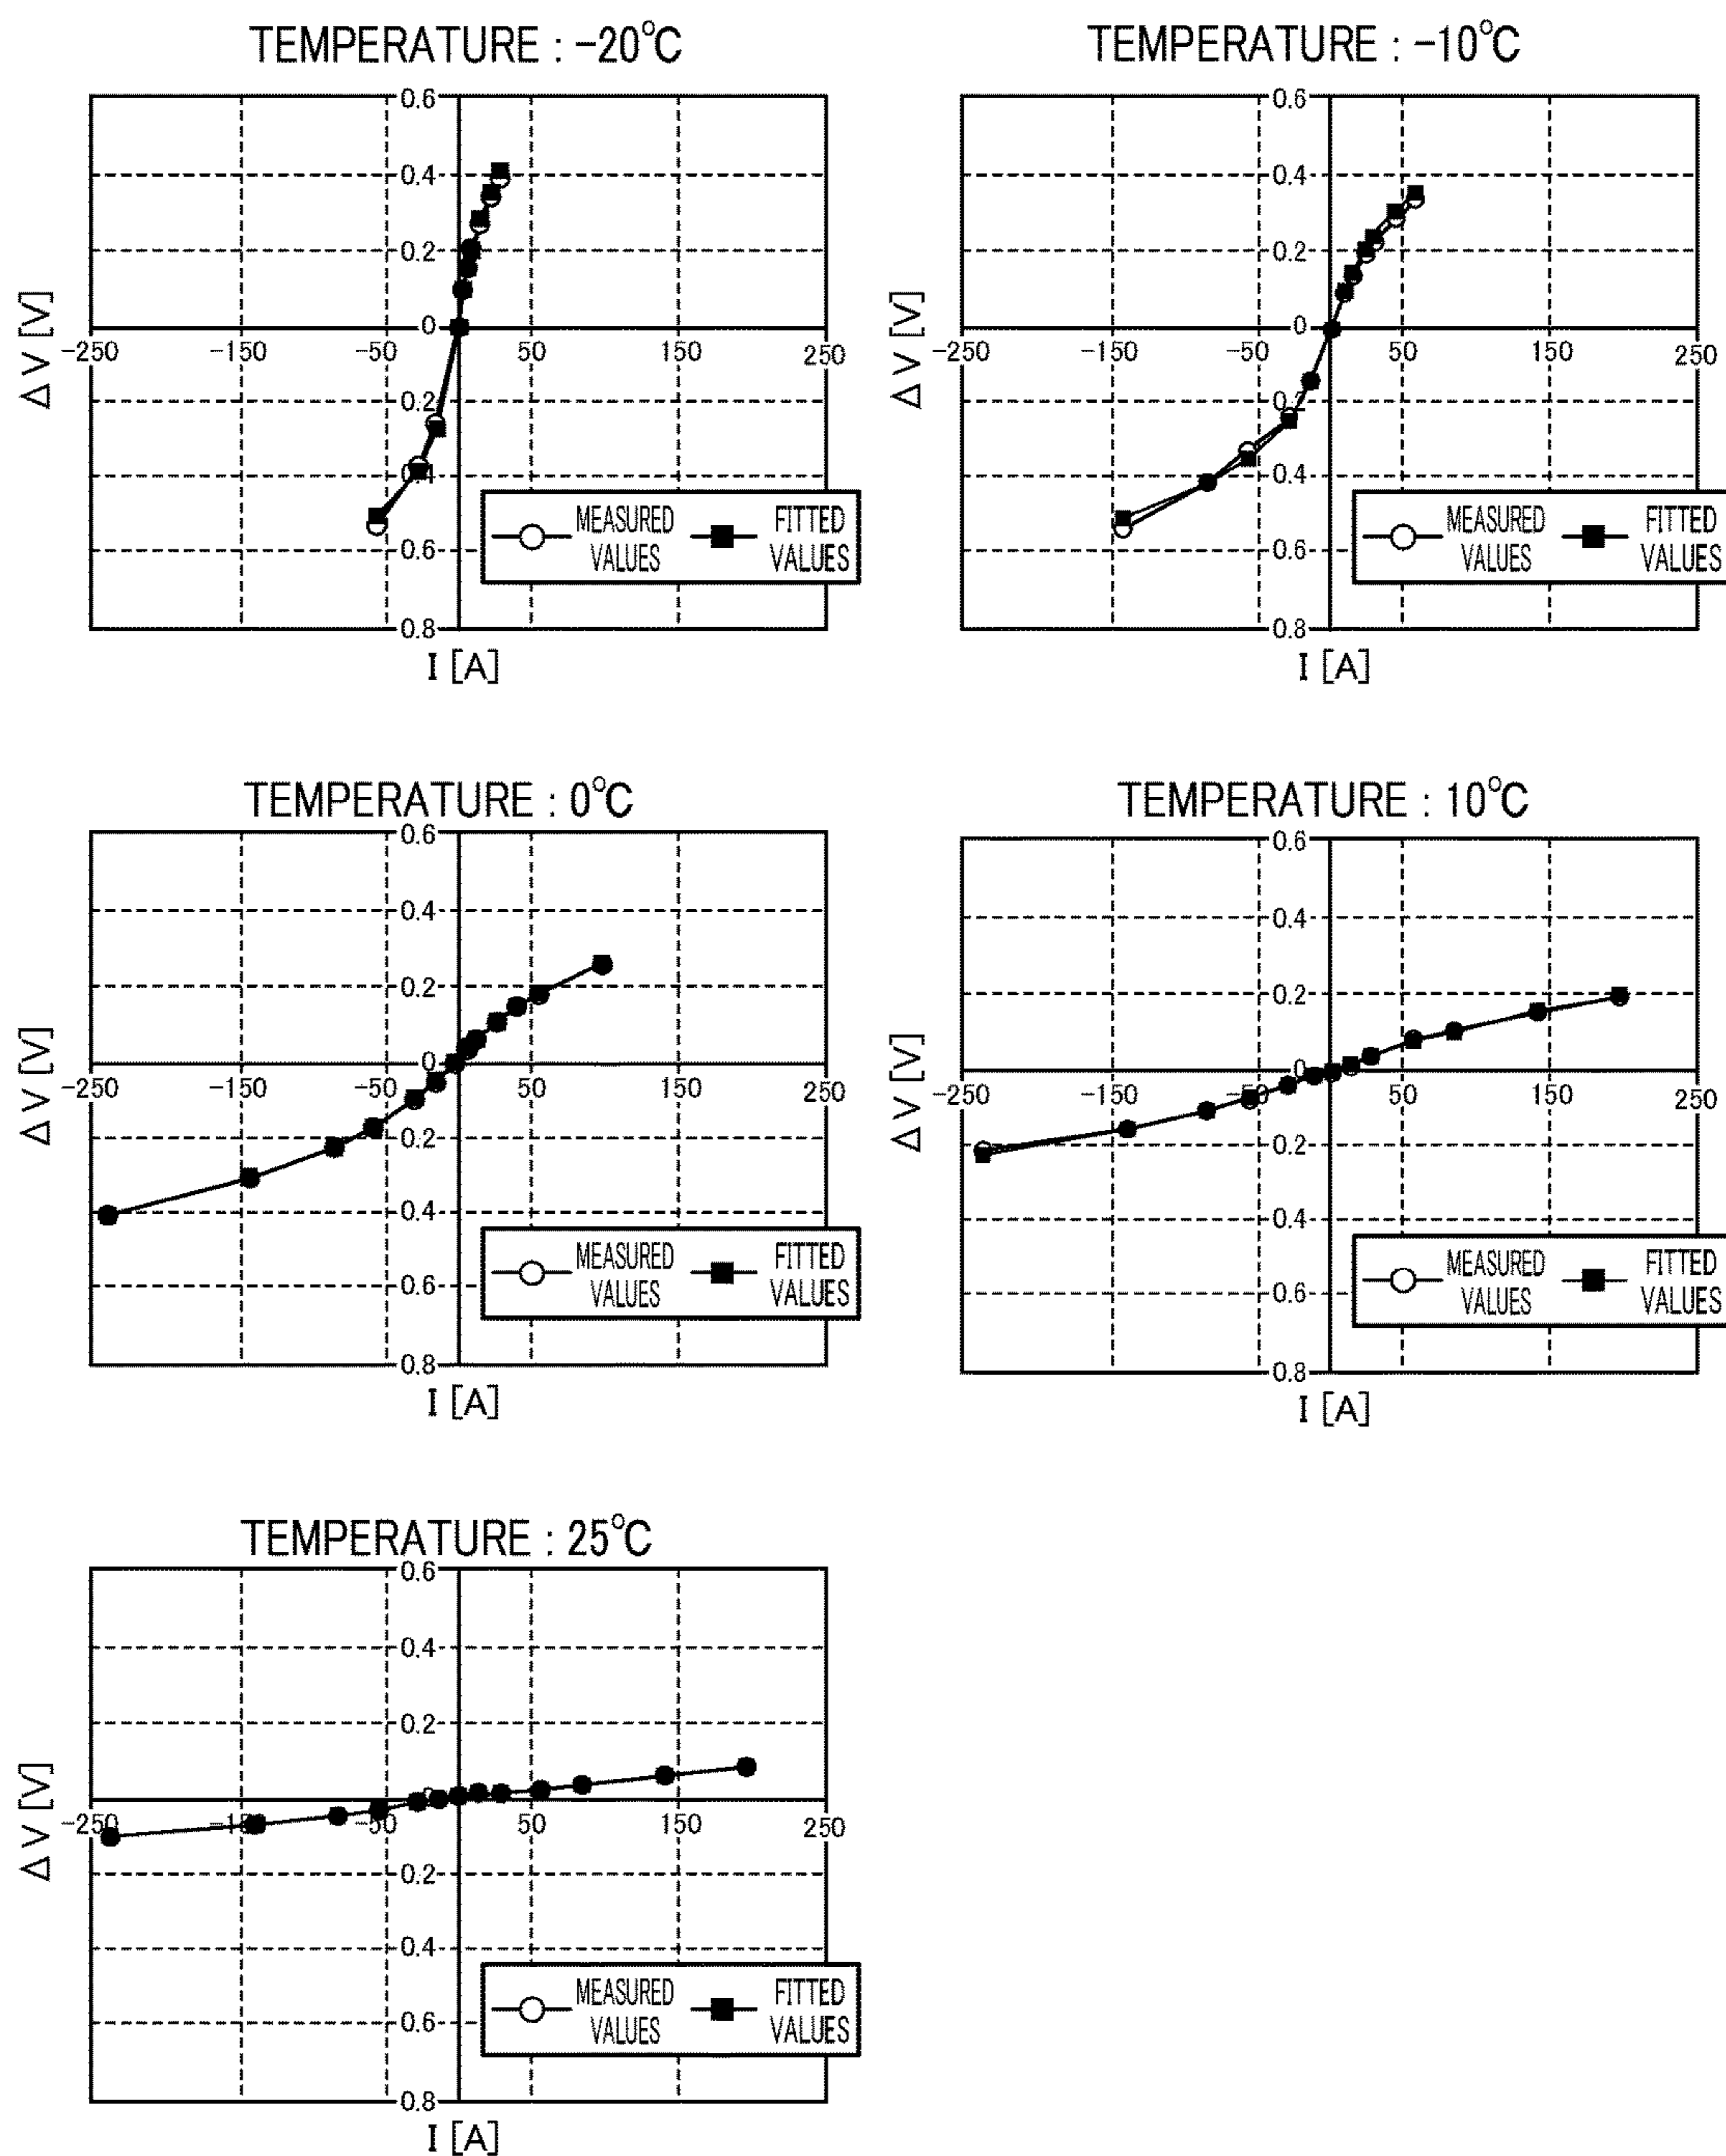 TEMPERATURE : -20°C
0.6
0.4
0.2
0
-250 -150 -50 50 150 250
0.2
0.4
0.6
0.8
ΔV [V]
I [A]
MEASURED VALUES
FITTED VALUES
TEMPERATURE : -10°C
0.6
0.4
0.2
0
-250 -150 -50 50 150 250
0.2
0.4
0.6
0.8
ΔV [V]
I [A]
MEASURED VALUES
FITTED VALUES
TEMPERATURE : 0°C
0.6
0.4
0.2
0
-250 -150 -50 50 150 250
0.2
0.4
0.6
0.8
ΔV [V]
I [A]
MEASURED VALUES
FITTED VALUES
TEMPERATURE : 10°C
0.6
0.4
0.2
0
-250 -150 -50 50 150 250
0.2
0.4
0.6
0.8
ΔV [V]
I [A]
MEASURED VALUES
FITTED VALUES
TEMPERATURE : 25°C
0.6
0.4
0.2
0
-250 -150 -50 50 150 250
0.2
0.4
0.6
0.8
ΔV [V]
I [A]
MEASURED VALUES
FITTED VALUES